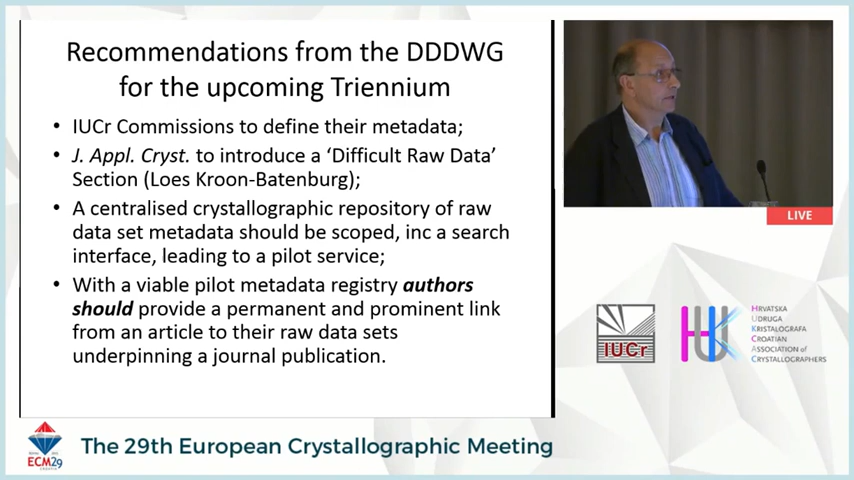 Recommendations from the DDDWG
for the upcoming Triennium
• IUCr Commissions to define their metadata;
• J. Appl. Cryst. to introduce a ‘Difficult Raw Data’
Section (Loes Kroon-Batenburg);
• A centralised crystallographic repository of raw
data set metadata should be scoped, inc a search
interface, leading to a pilot service;
• With a viable pilot metadata registry authors
should provide a permanent and prominent link
from an article to their raw data sets
underpinning a journal publication.
LIVE
IUCr
HUK
HRVATSKA
UDRUGA
KRISTALOGRAFA
CROATIAN
ASSOCIATION of
CRYSTALLOGRAPHERS
ECM29
The 29th European Crystallographic Meeting